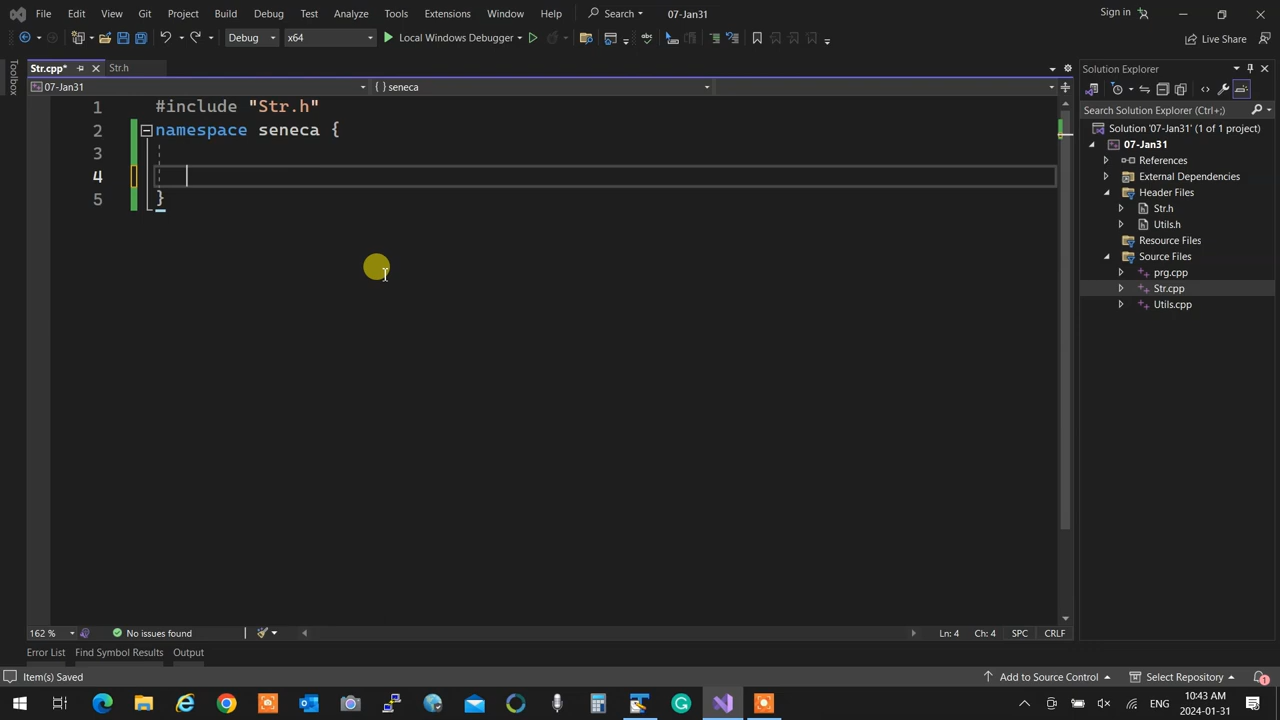 File Edit View Git Project Build Debug Test Analyze Tools Extensions Window Help Search 07-Jan31 Sign in
Debug x64 Local Windows Debugger Live Share
Toolbox
Str.cpp* Str.h
07-Jan31 { } seneca
1 #include "Str.h"
2 namespace seneca {
3
4
5 }
Solution Explorer
Search Solution Explorer (Ctrl+;)
Solution '07-Jan31' (1 of 1 project)
07-Jan31
References
External Dependencies
Header Files
Str.h
Utils.h
Resource Files
Source Files
prg.cpp
Str.cpp
Utils.cpp
162 % No issues found Ln: 4 Ch: 4 SPC CRLF
Error List Find Symbol Results Output
Item(s) Saved Add to Source Control Select Repository 1
ENG 10:43 AM
2024-01-31